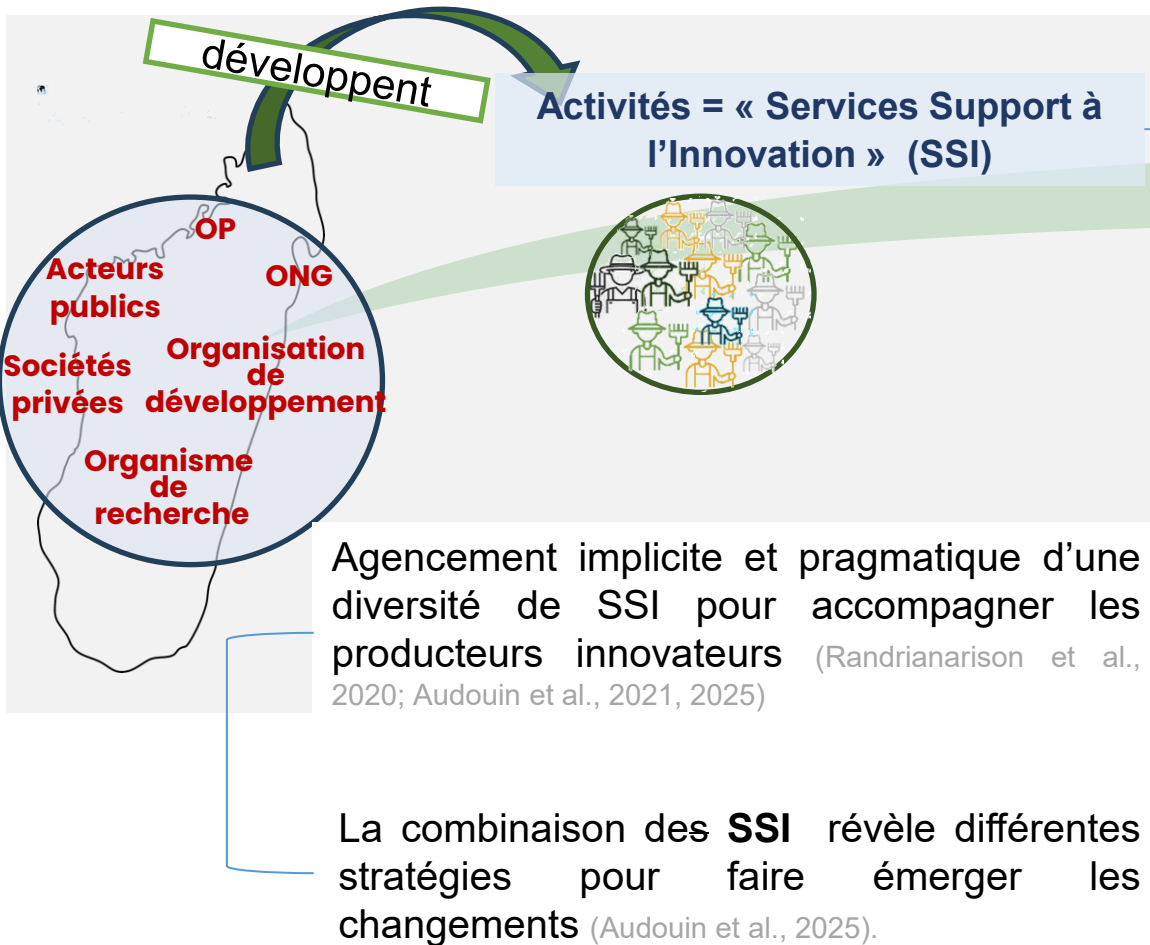 développent
Activités = « Services Support à
l’Innovation » (SSI)
OP
Acteurs
publics
ONG
Sociétés
privées
Organisation
de
développement
Organisme
de
recherche
Agencement implicite et pragmatique d’une
diversité de SSI pour accompagner les
producteurs innovateurs (Randrianarison et al.,
2020; Audouin et al., 2021, 2025)
La combinaison des SSI révèle différentes
stratégies pour faire émerger les
changements (Audouin et al., 2025).